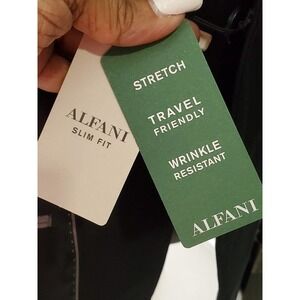 ALFANI
SLIM FIT
STRETCH
TRAVEL
FRIENDLY
WRINKLE
RESISTANT
ALFANI